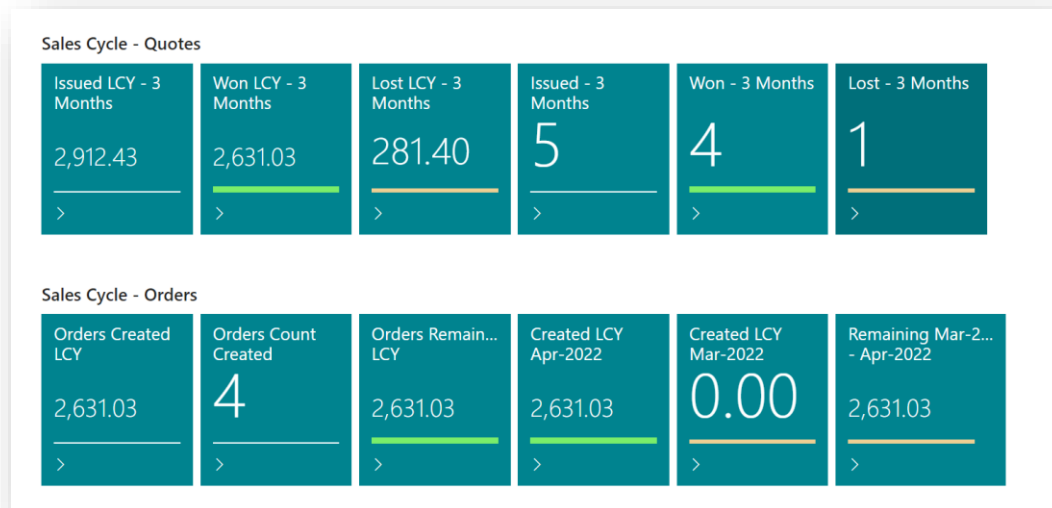 Sales Cycle - Quotes
Issued LCY - 3
Months
2,912.43
Won LCY - 3
Months
2,631.03
Lost LCY - 3
Months
281.40
Issued - 3
Months
5
Won - 3 Months
4
Lost - 3 Months
1
Sales Cycle - Orders
Orders Created
LCY
2,631.03
Orders Count
Created
4
Orders Remain...
LCY
2,631.03
Created LCY
Apr-2022
2,631.03
Created LCY
Mar-2022
0.00
Remaining Mar-2...
- Apr-2022
2,631.03